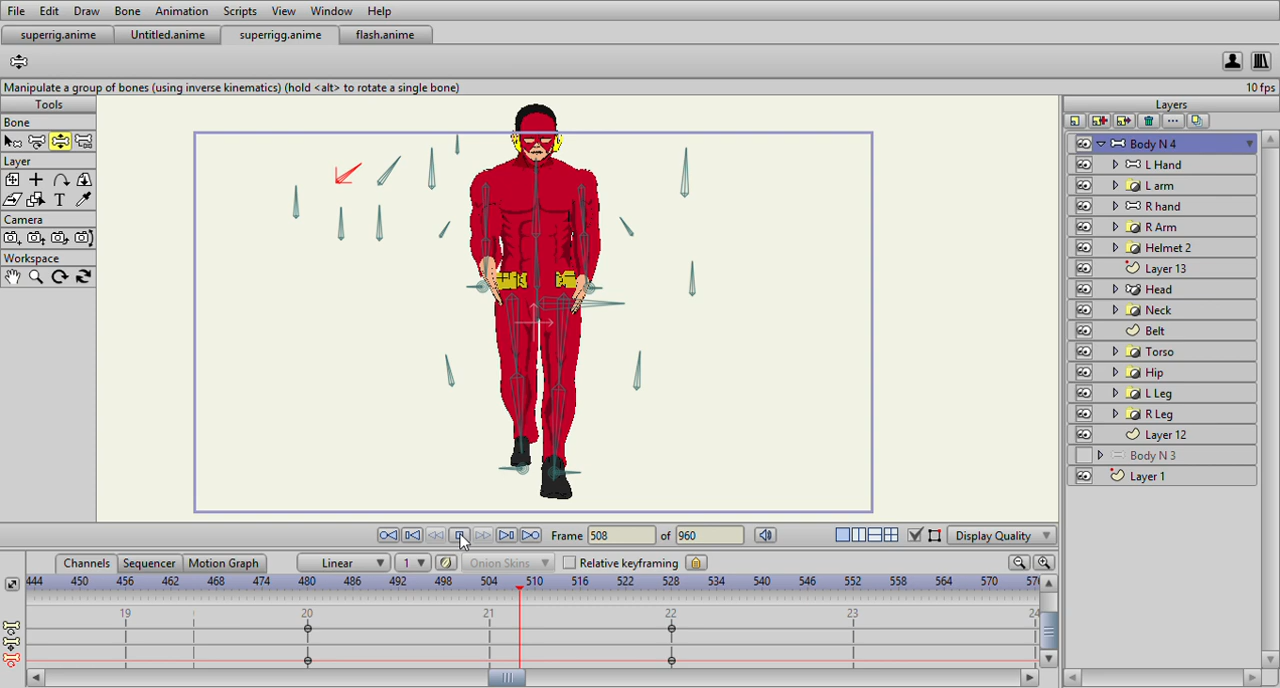 File Edit Draw Bone Animation Scripts View Window Help
superrig.anime Untitled.anime superrigg.anime flash.anime
Manipulate a group of bones (using inverse kinematics) (hold <alt> to rotate a single bone) 10 fps
Tools
Bone
Layer
T
Camera
Workspace
Layers
Body N 4
L Hand
L arm
R hand
R Arm
Helmet 2
Layer 13
Head
Neck
Belt
Torso
Hip
L Leg
R Leg
Layer 12
Body N 3
Layer 1
Frame 508 of 960 Display Quality
Channels Sequencer Motion Graph Linear 1 Onion Skins Relative keyframing
444 450 456 462 468 474 480 486 492 498 504 510 516 522 528 534 540 546 552 558 564 570 57
19 20 21 22 23 24